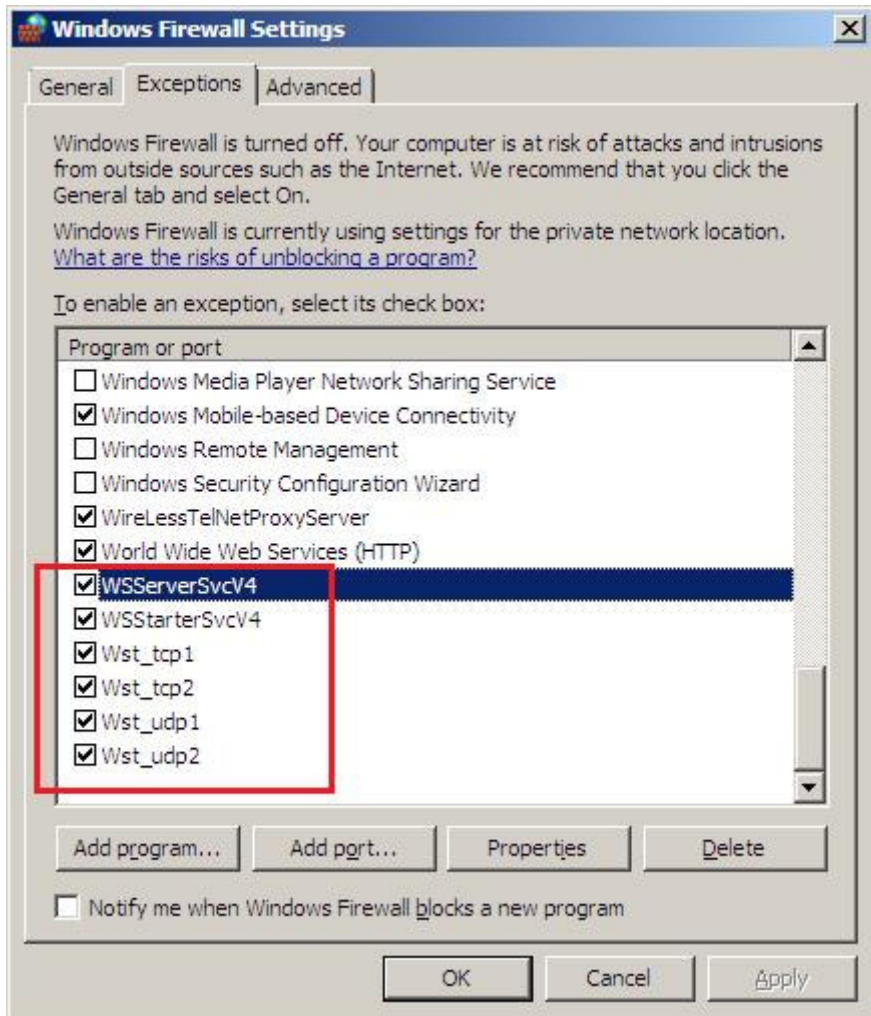 Windows Firewall Settings
General Exceptions Advanced
Windows Firewall is turned off. Your computer is at risk of attacks and intrusions
from outside sources such as the Internet. We recommend that you click the
General tab and select On.
Windows Firewall is currently using settings for the private network location.
What are the risks of unblocking a program?
To enable an exception, select its check box:
Program or port
Windows Media Player Network Sharing Service
Windows Mobile-based Device Connectivity
Windows Remote Management
Windows Security Configuration Wizard
WireLessTelNetProxyServer
World Wide Web Services (HTTP)
WSServerSvcV4
WSStarterSvcV4
Wst_tcp1
Wst_tcp2
Wst_udp1
Wst_udp2
Add program... Add port... Properties Delete
Notify me when Windows Firewall blocks a new program
OK Cancel Apply